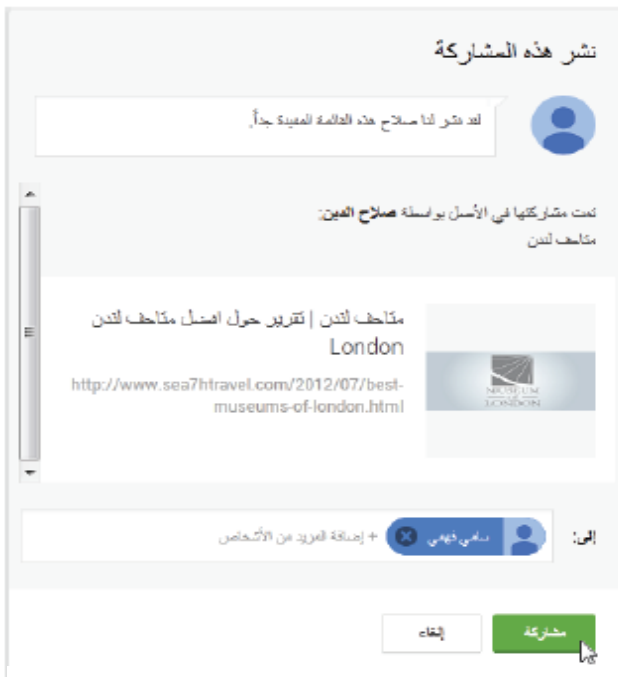 نشر هذه المشاركة
لقد نشر لنا صلاح هذه القائمة المفيدة جداً.
تمت مشاركتها في الأصل بواسطة صلاح الدين:
متاحف لندن
متاحف لندن | تقرير حول افضل متاحف لندن
London
http://www.sea7htravel.com/2012/07/best-
museums-of-london.html
MUSEUM
OF
LONDON
إلى:
سامي فهمي
+ إضافة المزيد من الأشخاص
مشاركة
إلغاء